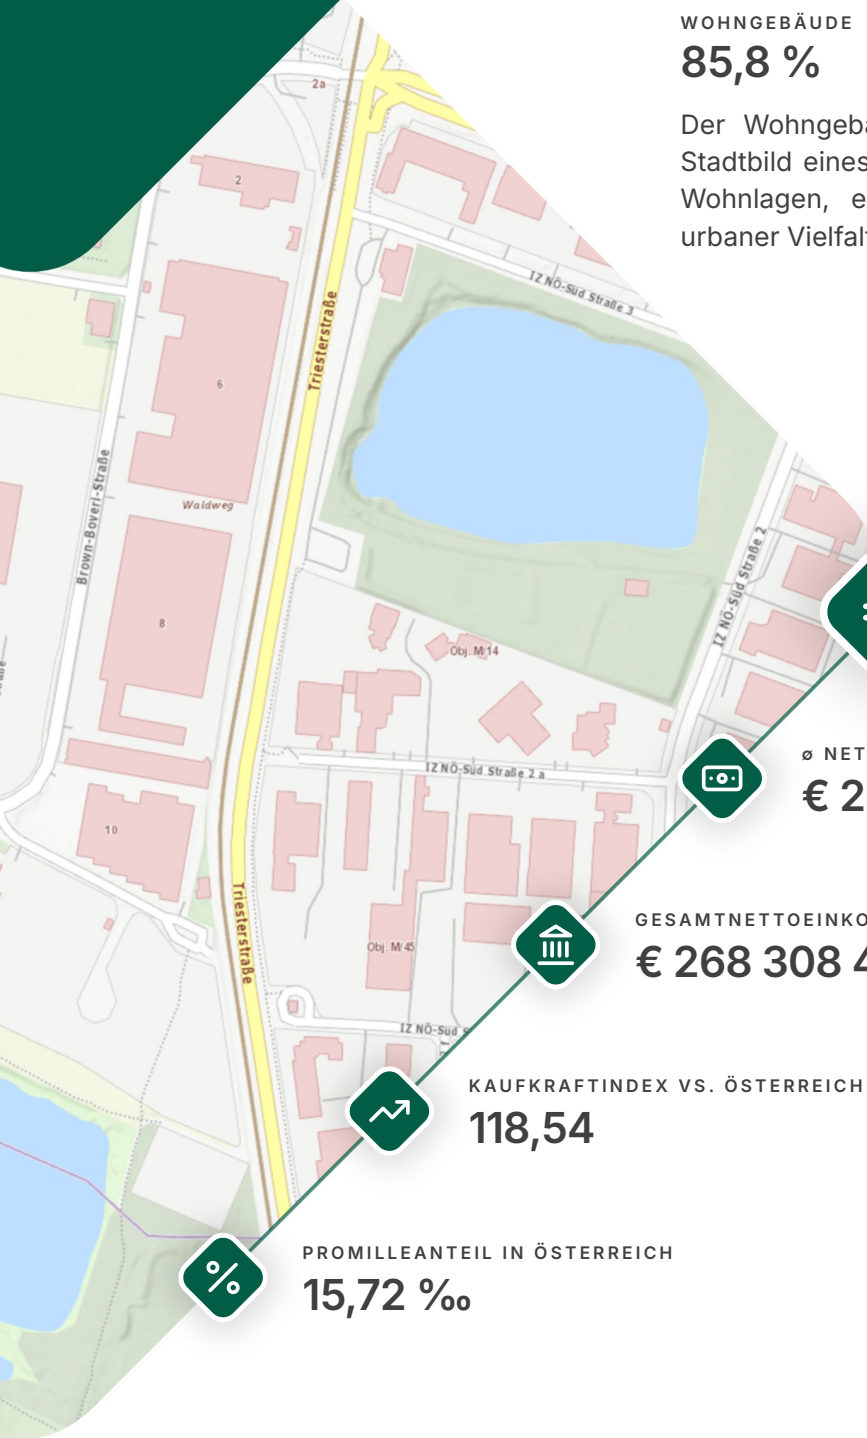 WOHNGEBÄUDE
85,8 %
Der Wohngebä
Stadtbild eines
Wohnlagen, e
urbaner Vielfalt
2a
2
IZ NÖ-Süd Straße 3
Triesterstraße
6
Brown-Boveri-Straße
Waldweg
IZ NÖ-Süd Straße 2
8
Obj. M/14
IZ NÖ-Süd Straße 2 a
ø NET
€ 2
10
Triesterstraße
GESAMTNETTOEINKO
€ 268 308 4
Obj. M/45
IZ NÖ-Süd S
KAUFKRAFTINDEX VS. ÖSTERREICH
118,54
PROMILLEANTEIL IN ÖSTERREICH
15,72 ‰